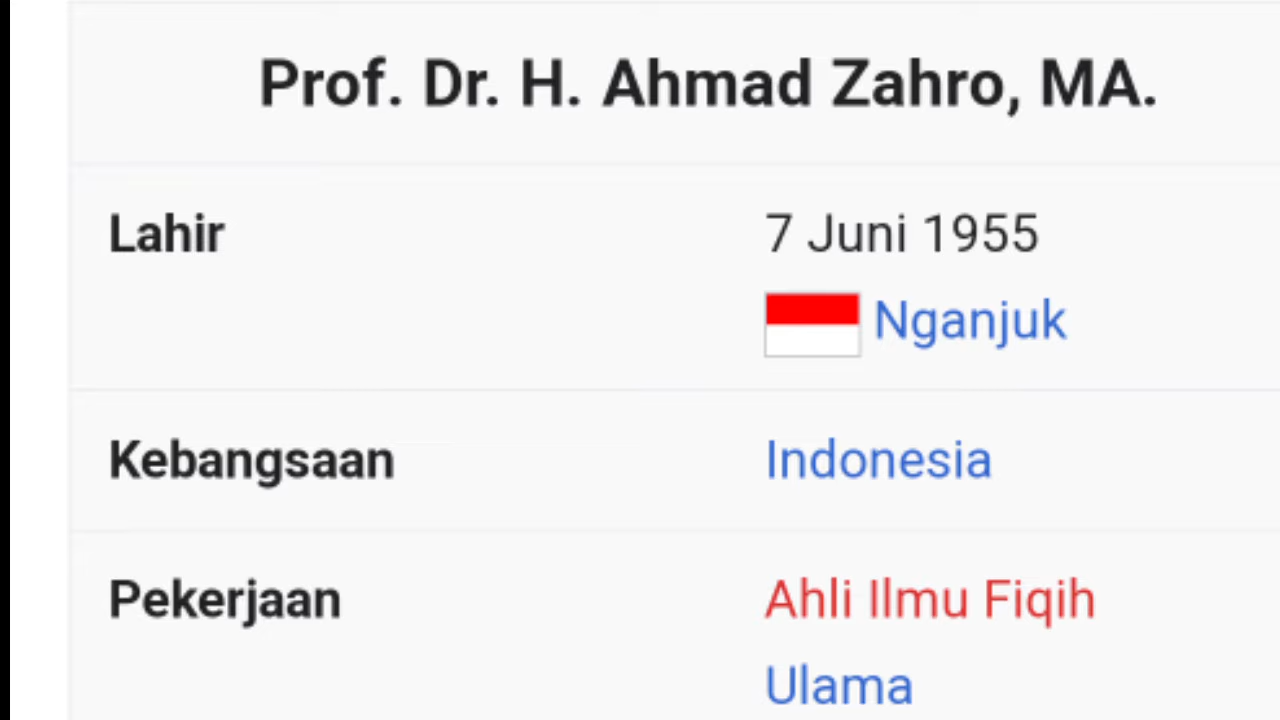 Prof. Dr. H. Ahmad Zahro, MA.
Lahir 7 Juni 1955
Nganjuk
Kebangsaan Indonesia
Pekerjaan Ahli Ilmu Fiqih
Ulama